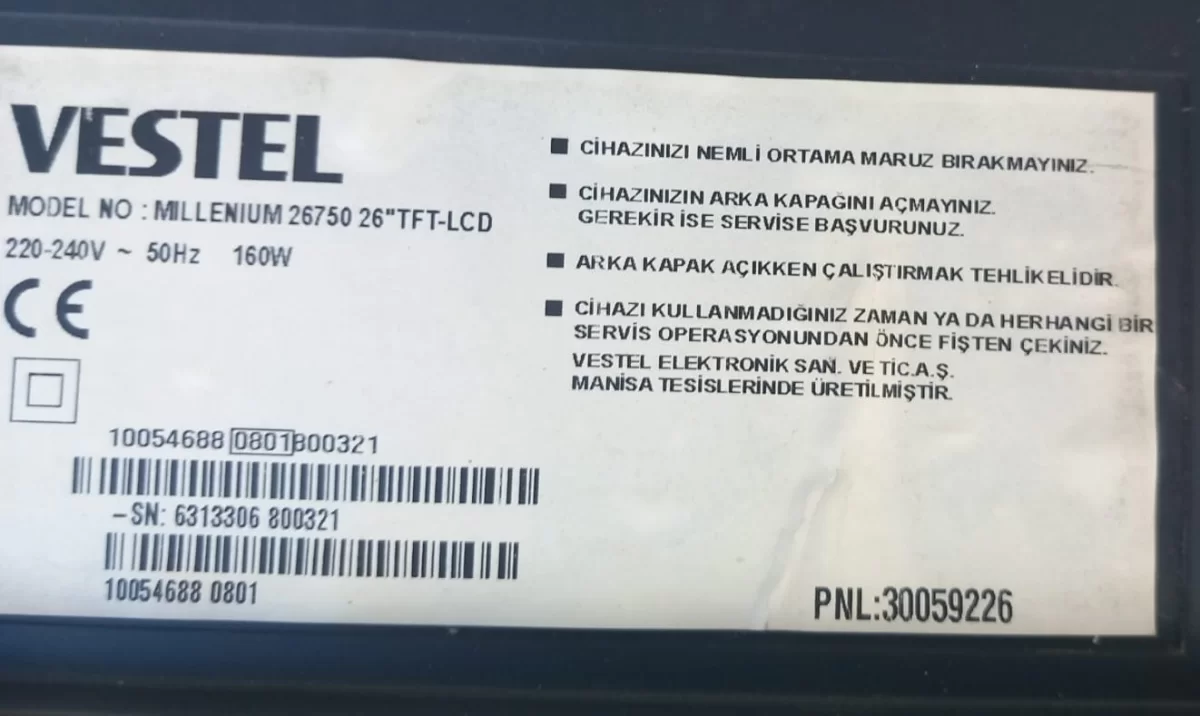 VESTEL
MODEL NO : MILLENIUM 26750 26"TFT-LCD
220-240V ~ 50Hz 160W
CE
10054688 0801 800321
-SN: 6313306 800321
10054688 0801
■ CİHAZINIZI NEMLİ ORTAMA MARUZ BIRAKMAYINIZ.
■ CİHAZINIZIN ARKA KAPAĞINI AÇMAYINIZ.
GEREKİR İSE SERVİSE BAŞVURUNUZ.
■ ARKA KAPAK AÇIKKEN ÇALIŞTIRMAK TEHLİKELİDİR.
■ CİHAZI KULLANMADIĞINIZ ZAMAN YA DA HERHANGİ BİR
SERVİS OPERASYONUNDAN ÖNCE FİŞTEN ÇEKİNİZ.
VESTEL ELEKTRONİK SAN. VE TİC.A.Ş.
MANİSA TESİSLERİNDE ÜRETİLMİŞTİR.
PNL:30059226